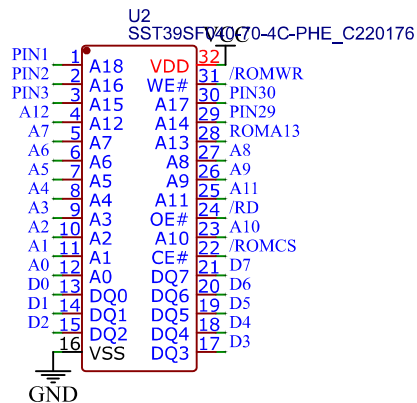 U2
SST39SF040-70-4C-PHE_C220176
VCC
PIN1 1 A18 VDD 32
PIN2 2 A16 WE# 31 /ROMWR
PIN3 3 A15 A17 30 PIN30
A12 4 A12 A14 29 PIN29
A7 5 A7 A13 28 ROMA13
A6 6 A6 A8 27 A8
A5 7 A5 A9 26 A9
A4 8 A4 A11 25 A11
A3 9 A3 OE# 24 /RD
A2 10 A2 A10 23 A10
A1 11 A1 CE# 22 /ROMCS
A0 12 A0 DQ7 21 D7
D0 13 DQ0 DQ6 20 D6
D1 14 DQ1 DQ5 19 D5
D2 15 DQ2 DQ4 18 D4
16 VSS DQ3 17 D3
GND